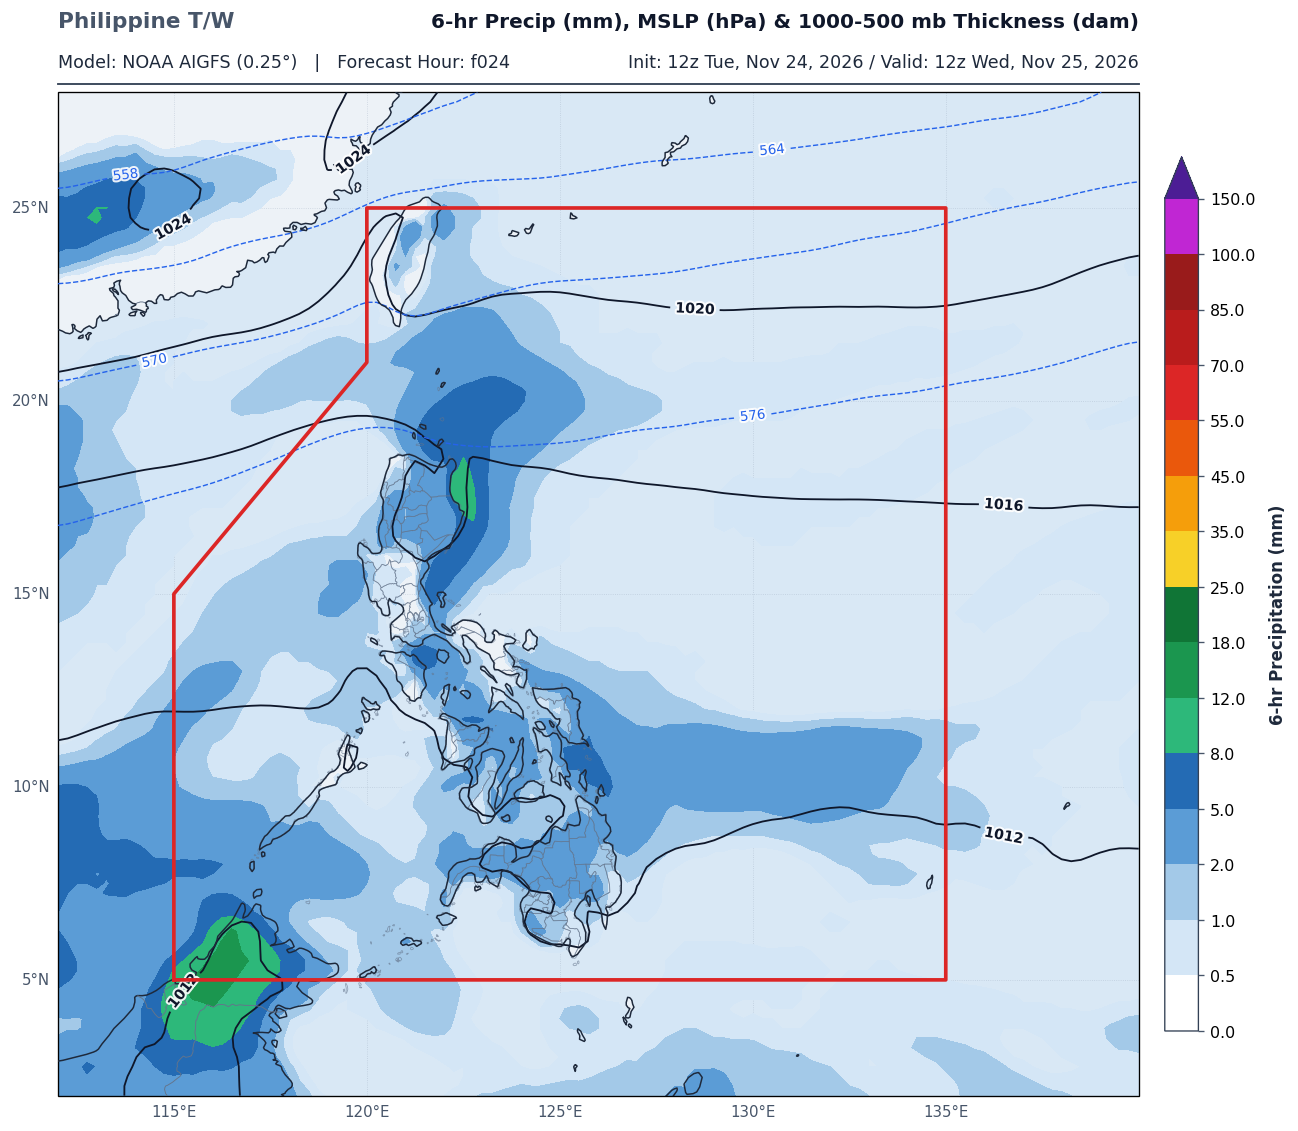 Philippine T/W
6-hr Precip (mm), MSLP (hPa) & 1000-500 mb Thickness (dam)
Model: NOAA AIGFS (0.25°) | Forecast Hour: f024
Init: 12z Tue, Nov 24, 2026 / Valid: 12z Wed, Nov 25, 2026
1024
564
558
1024
25°N
1020
570
20°N
576
1016
15°N
10°N
1012
5°N
1012
115°E
120°E
125°E
130°E
135°E
150.0
100.0
85.0
70.0
55.0
45.0
35.0
25.0
18.0
12.0
8.0
5.0
2.0
1.0
0.5
0.0
6-hr Precipitation (mm)